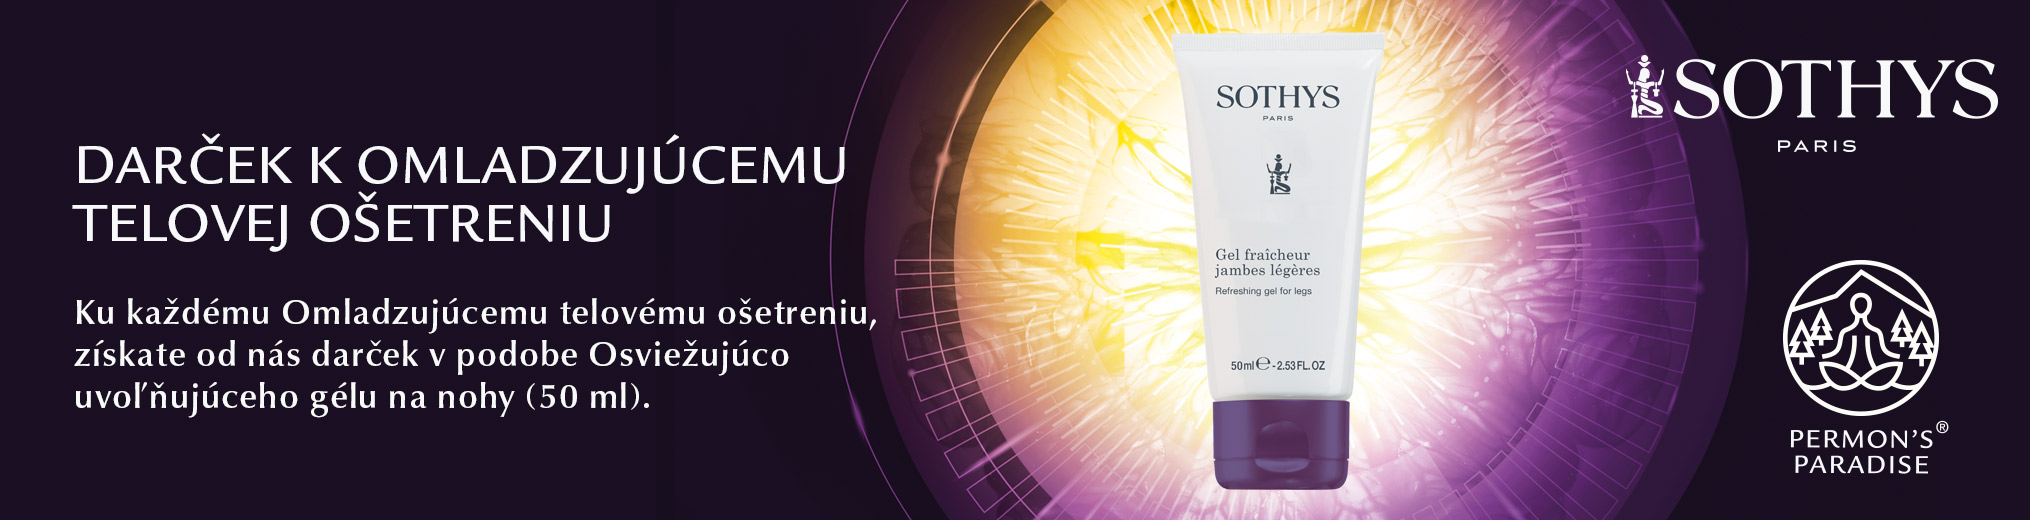 DARČEK K OMLADZUJÚCEMU
TELOVEJ OŠETRENIU
Ku každému Omladzujúcemu telovému ošetreniu,
získate od nás darček v podobe Osviežujúco
uvoľňujúceho gélu na nohy (50 ml).
SOTHYS
PARIS
Gel fraîcheur
jambes légères
Refreshing gel for legs
50 ml ℮ - 2.53 FL. OZ
SOTHYS
PARIS
PERMON'S®
PARADISE